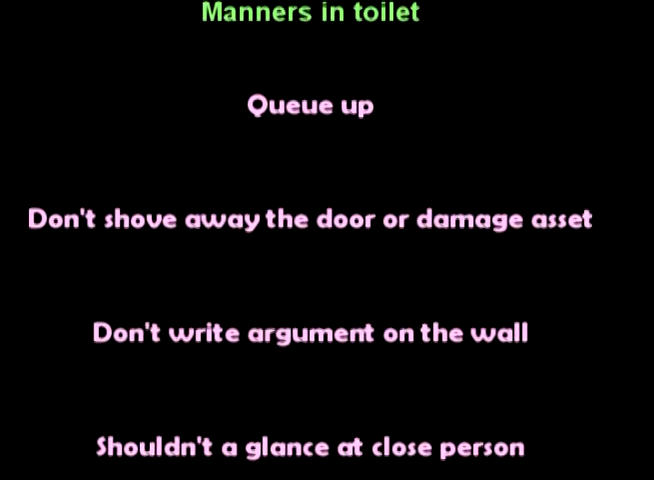 Manners in toilet
Queue up
Don't shove away the door or damage asset
Don't write argument on the wall
Shouldn't a glance at close person